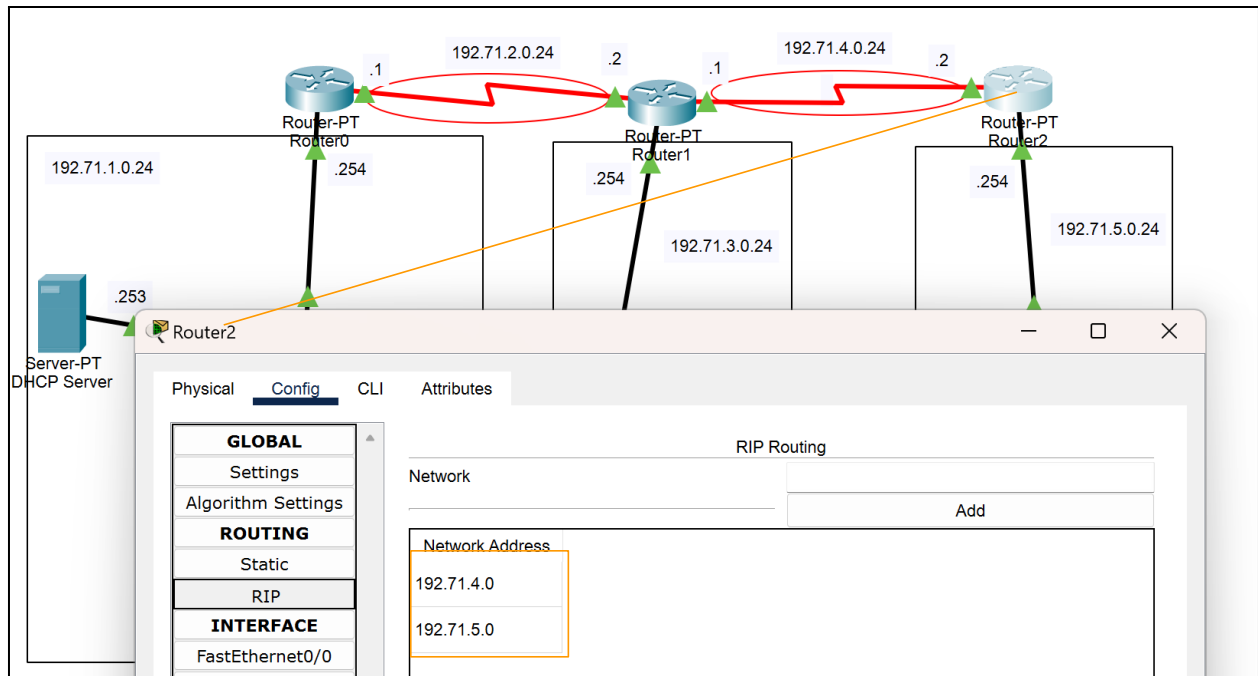 192.71.2.0.24
192.71.4.0.24
.1
.2
.1
.2
Router-PT
Router0
Router-PT
Router1
Router-PT
Router2
192.71.1.0.24
.254
.254
.254
192.71.3.0.24
192.71.5.0.24
.253
Server-PT
DHCP Server
Router2
Physical Config CLI Attributes
GLOBAL
Settings
Algorithm Settings
ROUTING
Static
RIP
INTERFACE
FastEthernet0/0
RIP Routing
Network
Add
Network Address
192.71.4.0
192.71.5.0